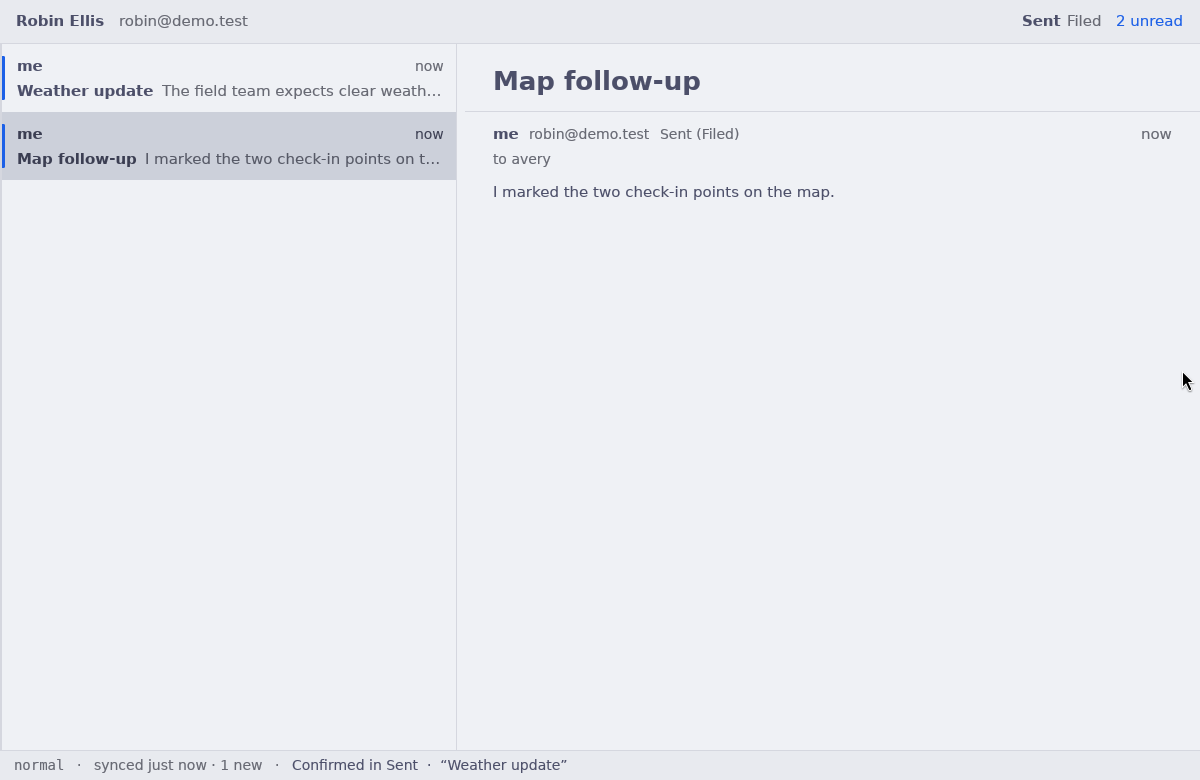 Robin Ellis robin@demo.test Sent Filed 2 unread
me now
Weather update The field team expects clear weath…
me now
Map follow-up I marked the two check-in points on t…
Map follow-up
me robin@demo.test Sent (Filed) now
to avery
I marked the two check-in points on the map.
normal · synced just now · 1 new · Confirmed in Sent · “Weather update”